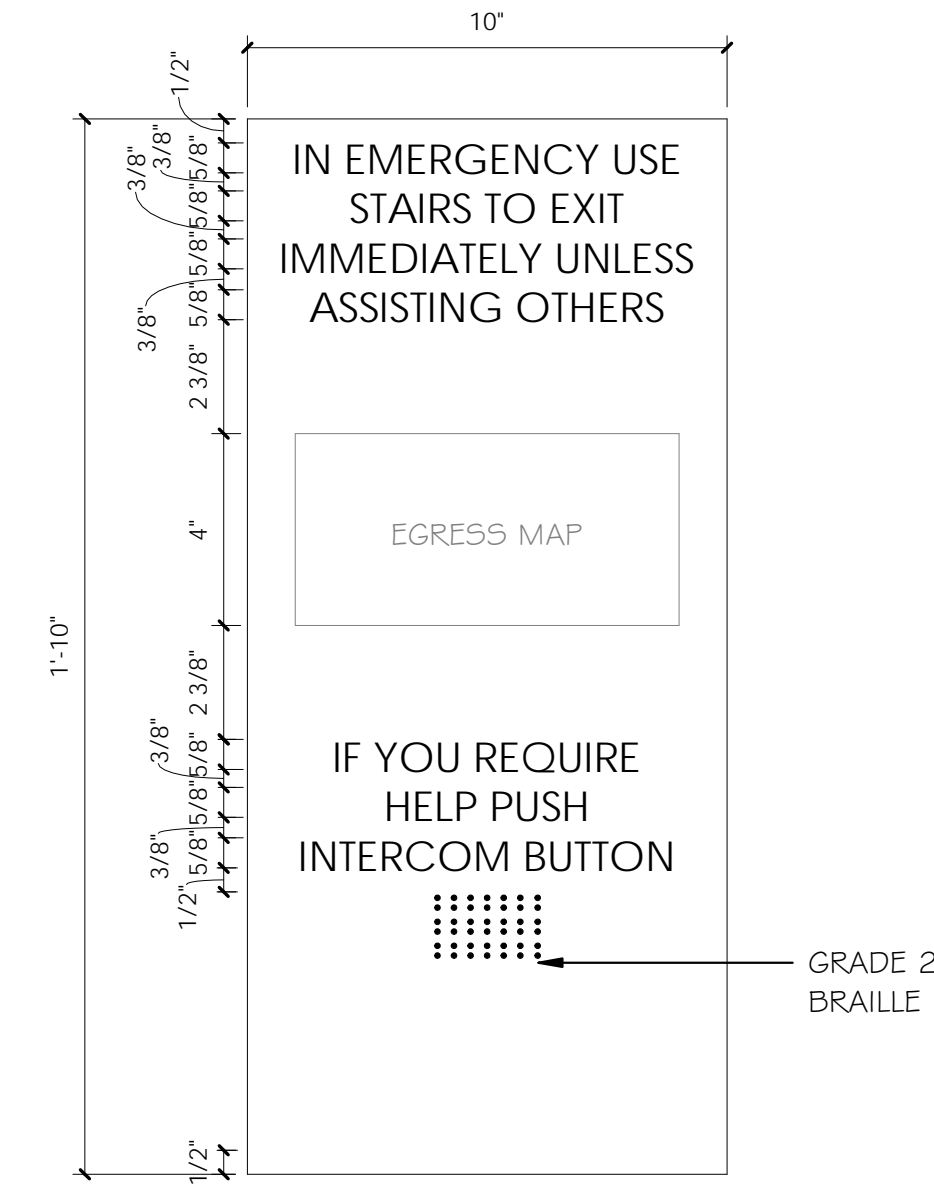 10"
1/2"
5/8"
3/8"
5/8"
3/8"
5/8"
3/8"
5/8"
2 3/8"
4"
2 3/8"
5/8"
3/8"
5/8"
3/8"
5/8"
1/2"
1/2"
1'-10"
IN EMERGENCY USE
STAIRS TO EXIT
IMMEDIATELY UNLESS
ASSISTING OTHERS
EGRESS MAP
IF YOU REQUIRE
HELP PUSH
INTERCOM BUTTON
GRADE 2
BRAILLE